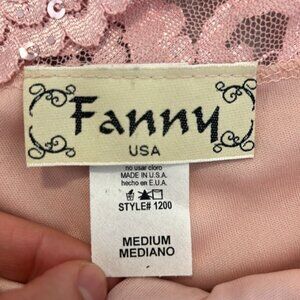 Fanny
USA
no usar cloro
MADE IN U.S.A.
hecho en E.U.A.
STYLE# 1200
MEDIUM
MEDIANO